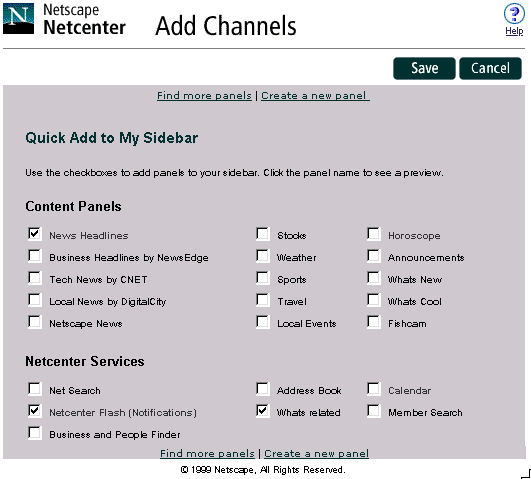 Netscape
Netcenter
Add Channels
Help
Save Cancel
Find more panels | Create a new panel
Quick Add to My Sidebar
Use the checkboxes to add panels to your sidebar. Click the panel name to see a preview.
Content Panels
News Headlines Stocks Horoscope
Business Headlines by NewsEdge Weather Announcements
Tech News by CNET Sports Whats New
Local News by DigitalCity Travel Whats Cool
Netscape News Local Events Fishcam
Netcenter Services
Net Search Address Book Calendar
Netcenter Flash (Notifications) Whats related Member Search
Business and People Finder
Find more panels | Create a new panel
© 1999 Netscape, All Rights Reserved.